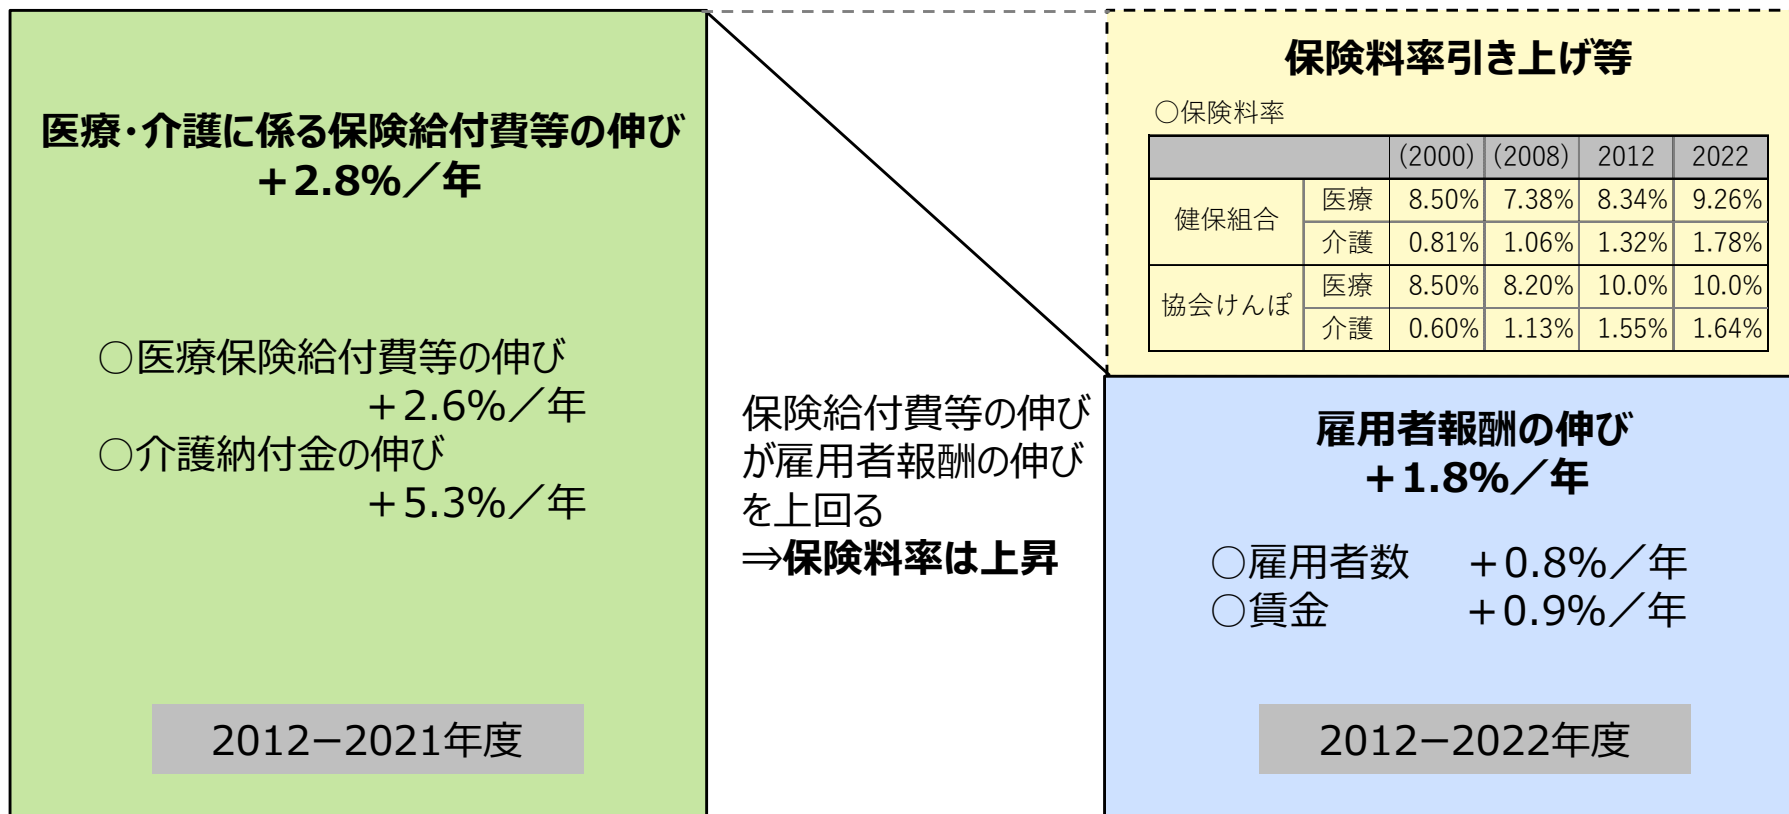 医療・介護に係る保険給付費等の伸び
+2.8%／年
○医療保険給付費等の伸び
+2.6%／年
○介護納付金の伸び
+5.3%／年
2012−2021年度
保険給付費等の伸び
が雇用者報酬の伸び
を上回る
⇒保険料率は上昇
保険料率引き上げ等
○保険料率
(2000) (2008) 2012 2022
健保組合 医療 8.50% 7.38% 8.34% 9.26%
介護 0.81% 1.06% 1.32% 1.78%
協会けんぽ 医療 8.50% 8.20% 10.0% 10.0%
介護 0.60% 1.13% 1.55% 1.64%
雇用者報酬の伸び
+1.8%／年
○雇用者数 +0.8%／年
○賃金 +0.9%／年
2012−2022年度